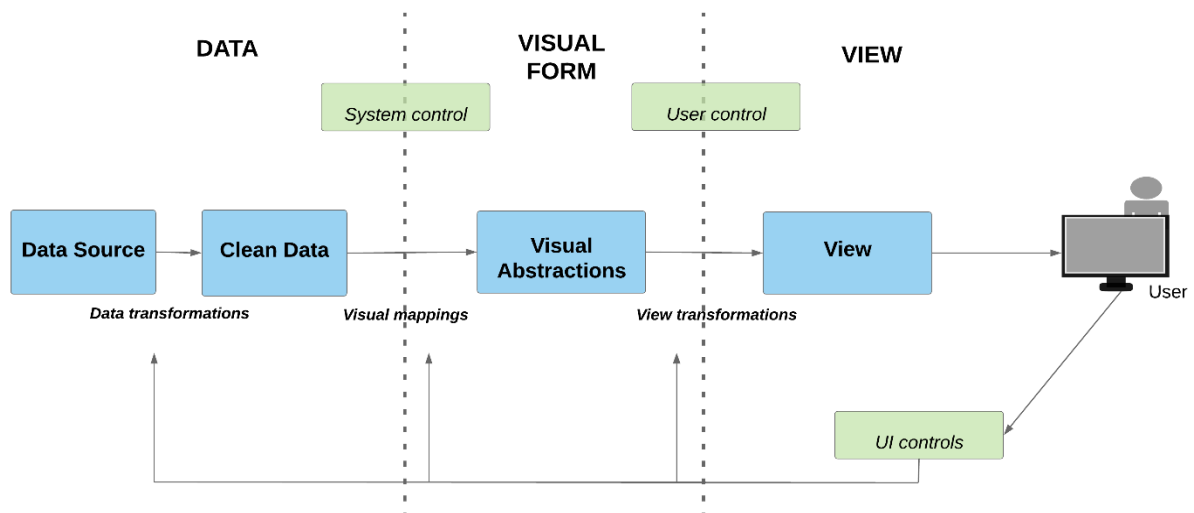 DATA
VISUAL
FORM
VIEW
System control
User control
Data Source
Clean Data
Visual
Abstractions
View
User
Data transformations
Visual mappings
View transformations
UI controls